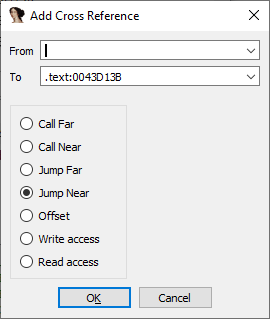 Add Cross Reference
From
To .text:0043D13B
Call Far
Call Near
Jump Far
Jump Near
Offset
Write access
Read access
OK Cancel